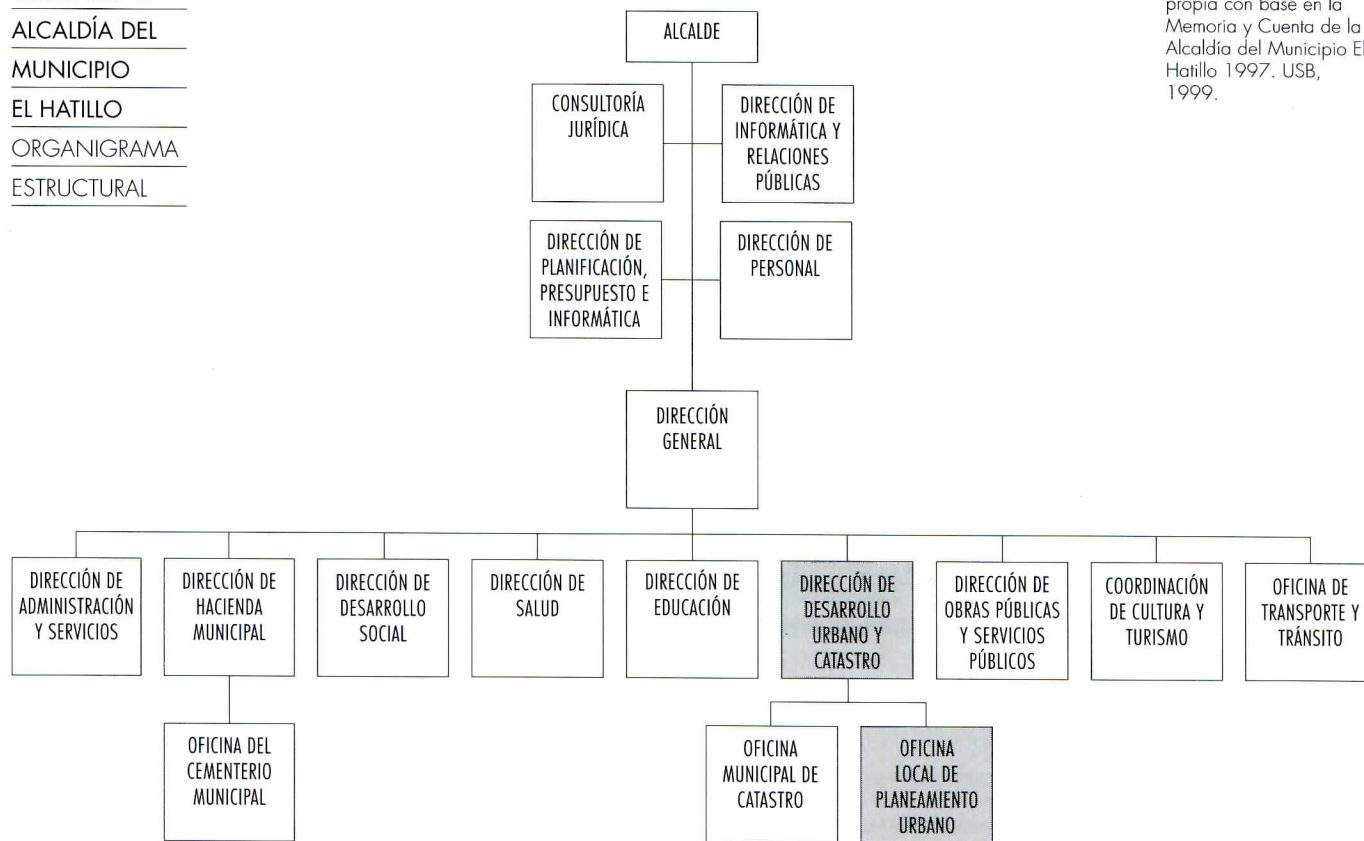 ALCALDÍA DEL
MUNICIPIO
EL HATILLO
ORGANIGRAMA
ESTRUCTURAL
propia con base en la
Memoria y Cuenta de la
Alcaldía del Municipio El
Hatillo 1997. USB,
1999.
ALCALDE
CONSULTORÍA
JURÍDICA
DIRECCIÓN DE
INFORMÁTICA Y
RELACIONES
PÚBLICAS
DIRECCIÓN DE
PLANIFICACIÓN,
PRESUPUESTO E
INFORMÁTICA
DIRECCIÓN DE
PERSONAL
DIRECCIÓN
GENERAL
DIRECCIÓN DE
ADMINISTRACIÓN
Y SERVICIOS
DIRECCIÓN DE
HACIENDA
MUNICIPAL
DIRECCIÓN DE
DESARROLLO
SOCIAL
DIRECCIÓN DE
SALUD
DIRECCIÓN DE
EDUCACIÓN
DIRECCIÓN DE
DESARROLLO
URBANO Y
CATASTRO
DIRECCIÓN DE
OBRAS PÚBLICAS
Y SERVICIOS
PÚBLICOS
COORDINACIÓN
DE CULTURA Y
TURISMO
OFICINA DE
TRANSPORTE Y
TRÁNSITO
OFICINA DEL
CEMENTERIO
MUNICIPAL
OFICINA
MUNICIPAL DE
CATASTRO
OFICINA
LOCAL DE
PLANEAMIENTO
URBANO